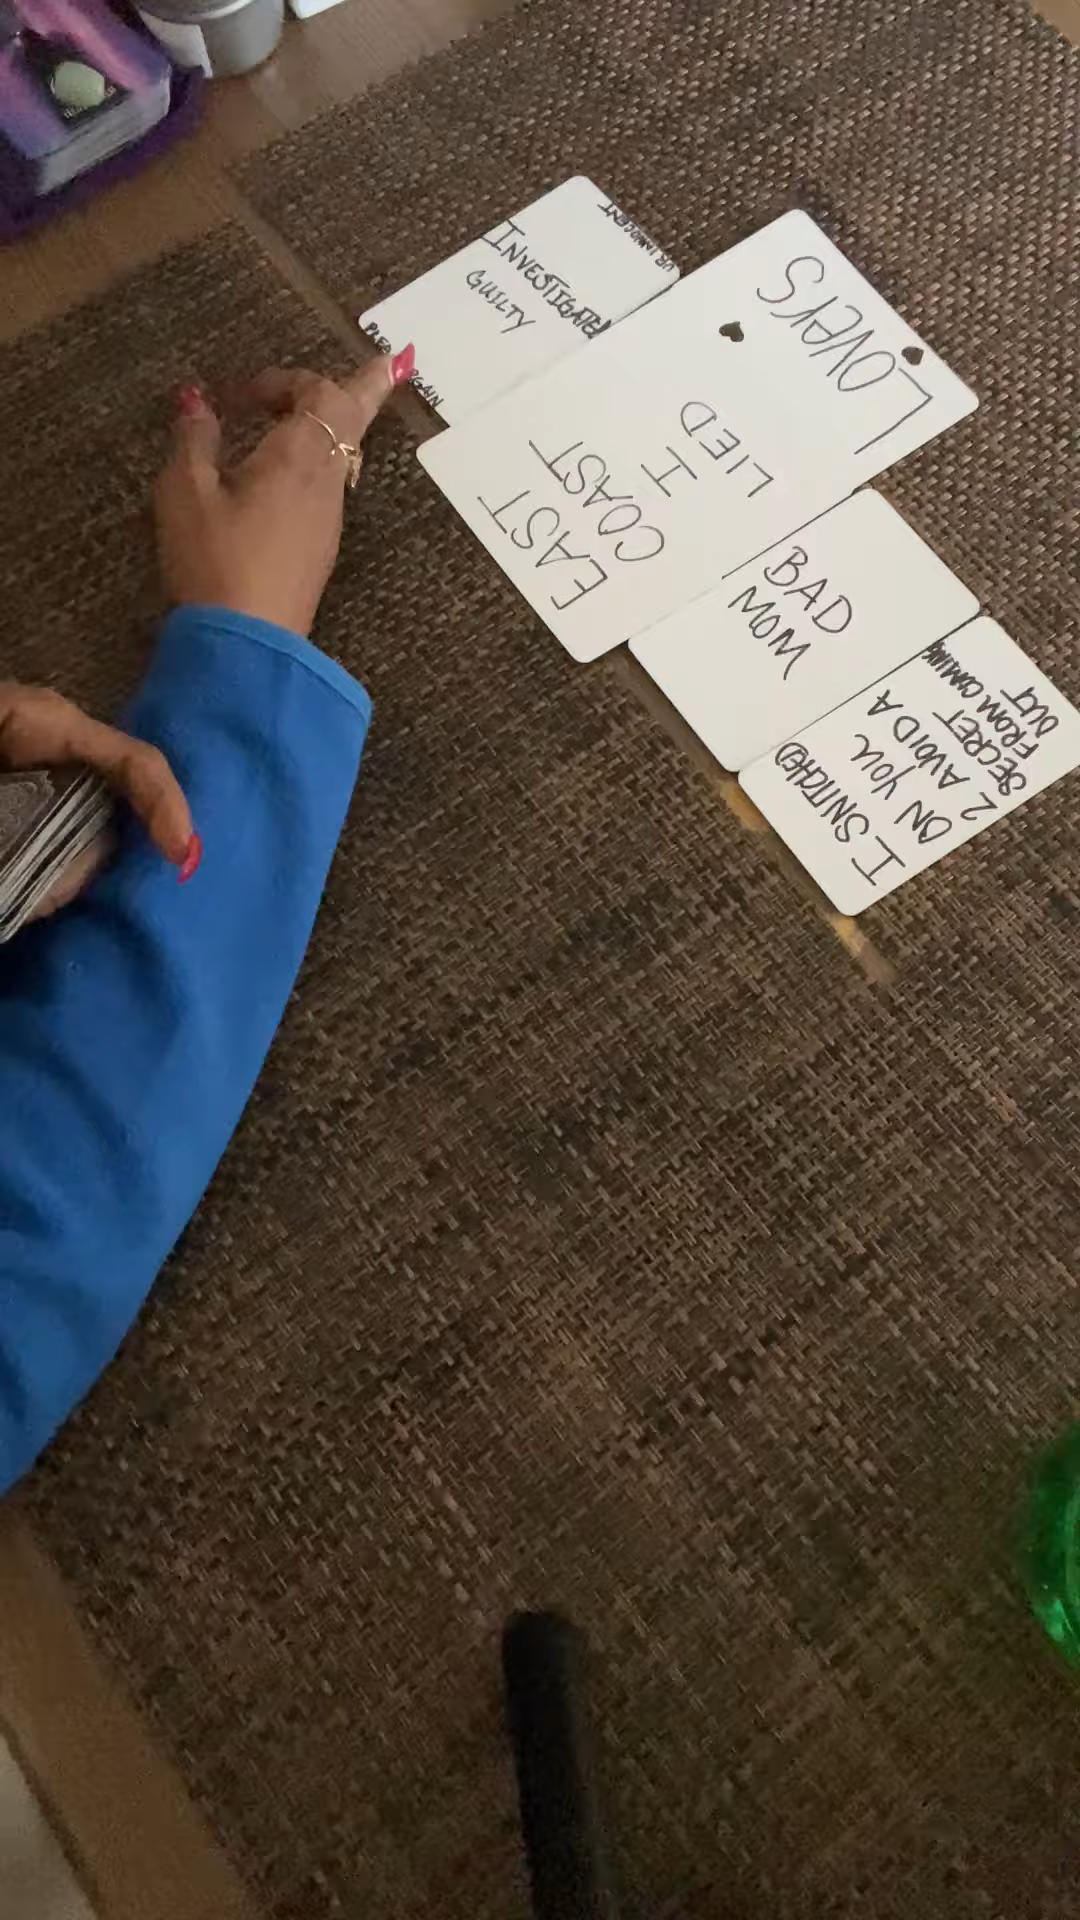 UR INNOCENT
INVESTIGATED
GUILTY
LOVERS
LIED
I
EAST
COAST
BAD
MOM
I SNITCHED
ON YOU
2 AVOID A
SECRET
FROM COMING
OUT